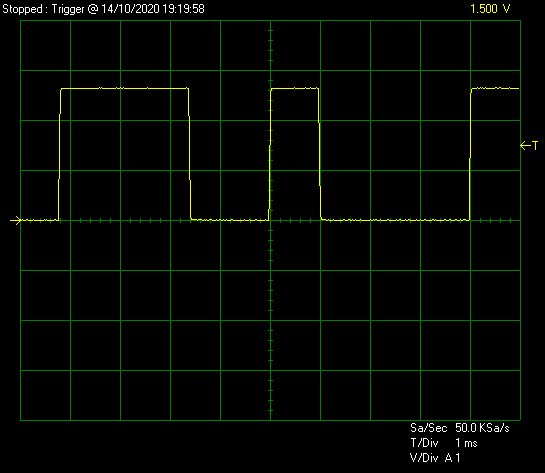 Stopped : Trigger @ 14/10/2020 19:19:58 1.500 V
T
Sa/Sec 50.0 KSa/s
T/Div 1 ms
V/Div A 1